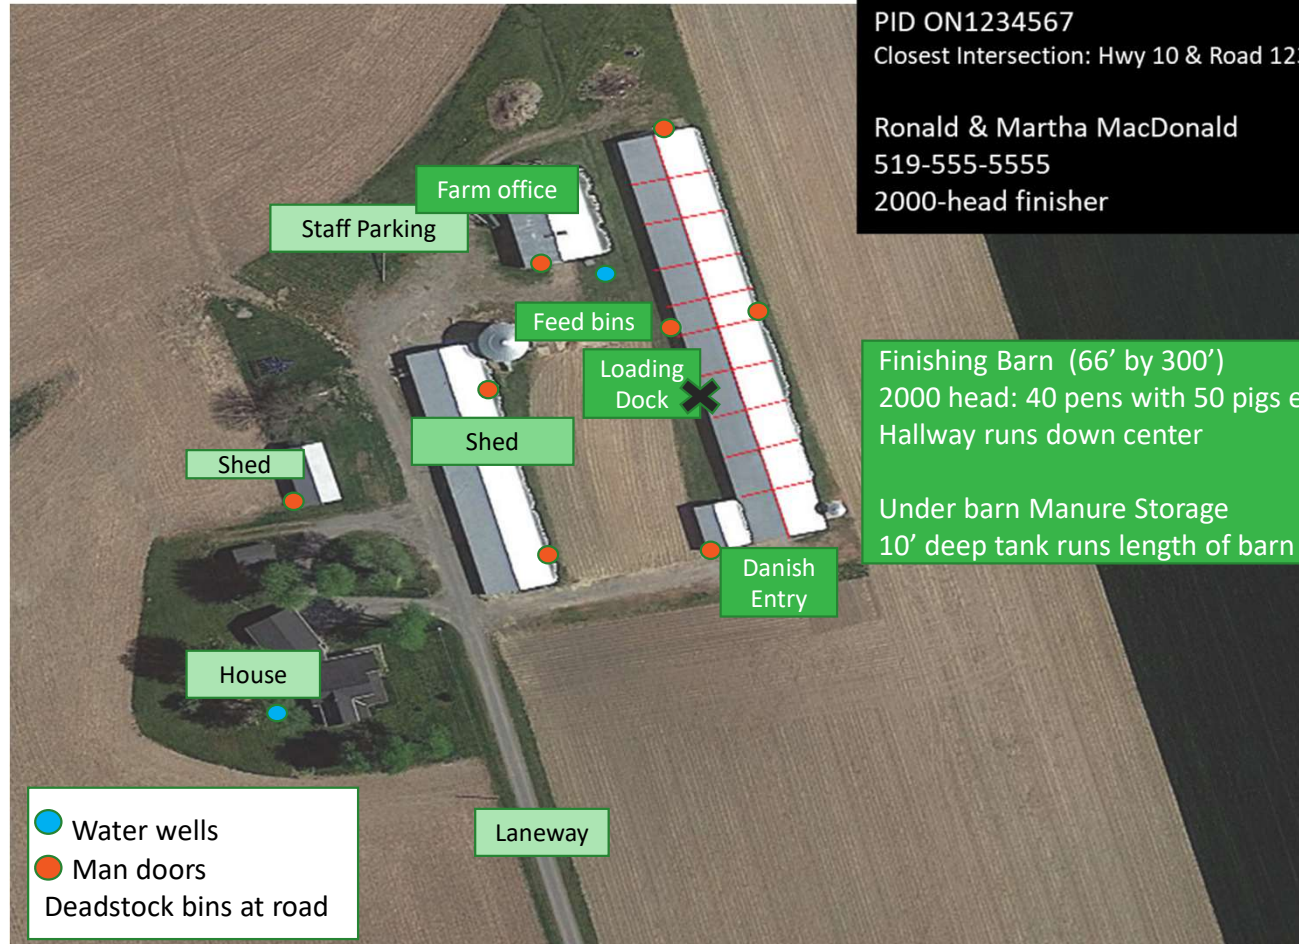 PID ON1234567
Closest Intersection: Hwy 10 & Road 12
Ronald & Martha MacDonald
519-555-5555
2000-head finisher
Farm office
Staff Parking
Feed bins
Loading
Dock
Finishing Barn (66’ by 300’)
2000 head: 40 pens with 50 pigs
Hallway runs down center
Under barn Manure Storage
10’ deep tank runs length of barn
Shed
Shed
Danish
Entry
House
Laneway
Water wells
Man doors
Deadstock bins at road